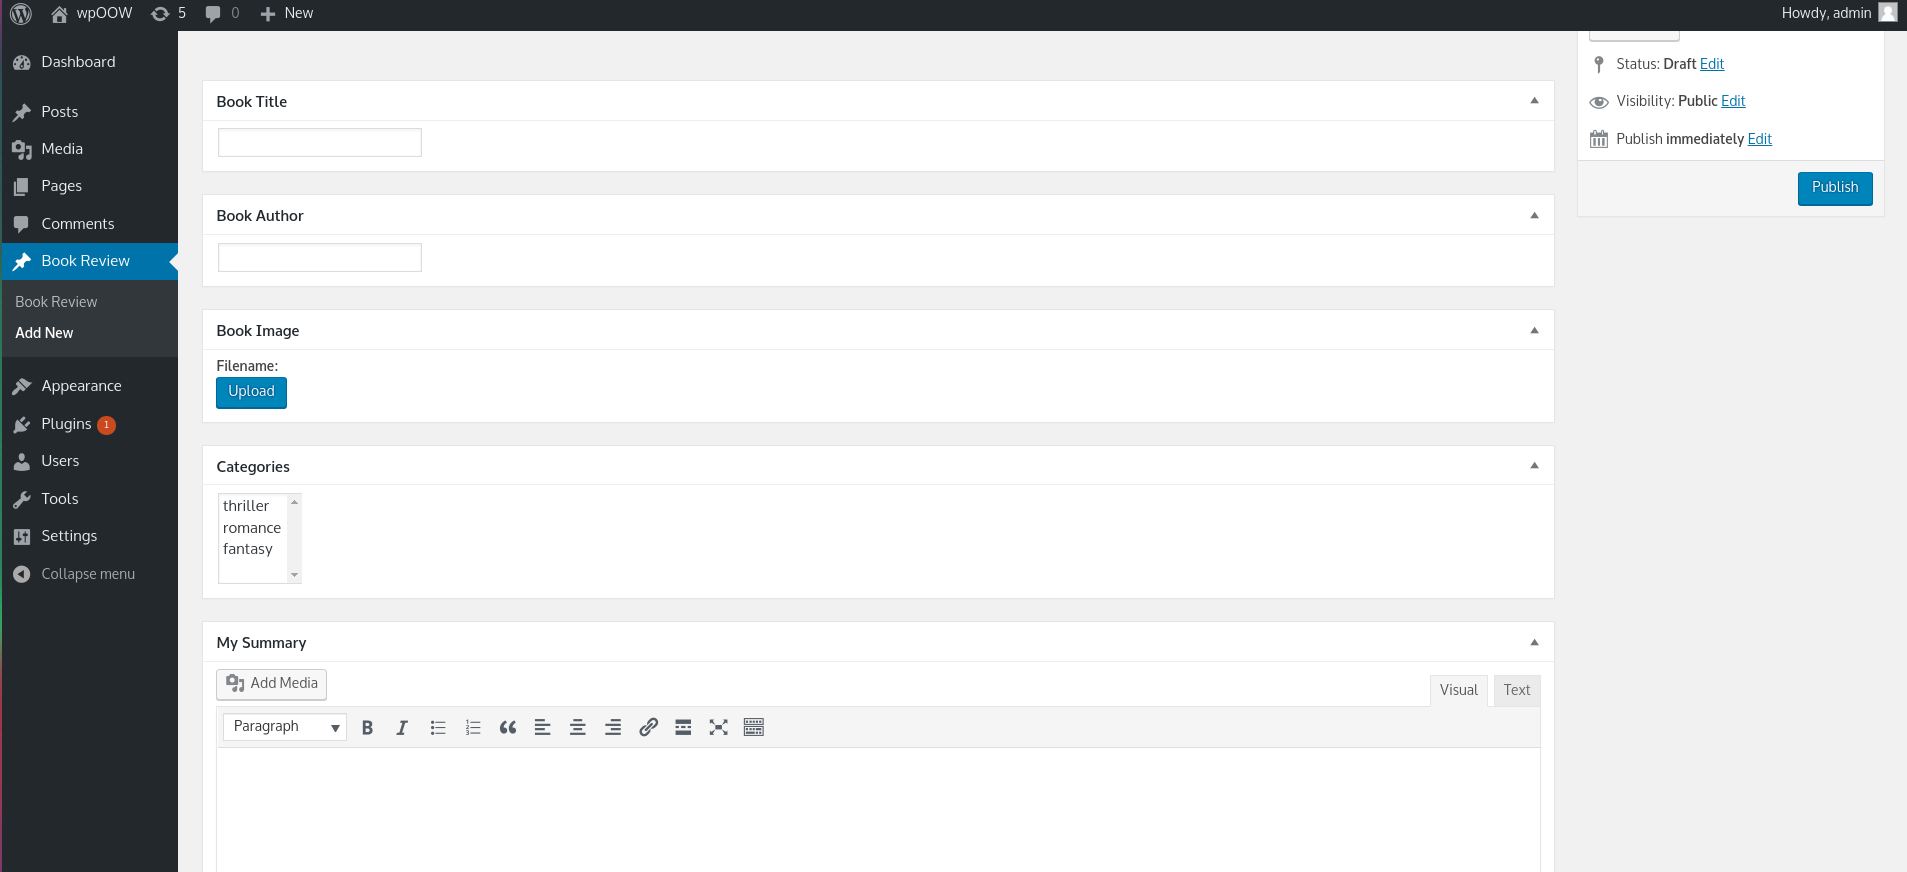 wpOOW 5 0 New Howdy, admin
Dashboard
Posts
Media
Pages
Comments
Book Review
Book Review
Add New
Appearance
Plugins 1
Users
Tools
Settings
Collapse menu
Book Title
Book Author
Book Image
Filename:
Upload
Categories
thriller
romance
fantasy
My Summary
Add Media
Visual Text
Paragraph
Status: Draft Edit
Visibility: Public Edit
Publish immediately Edit
Publish